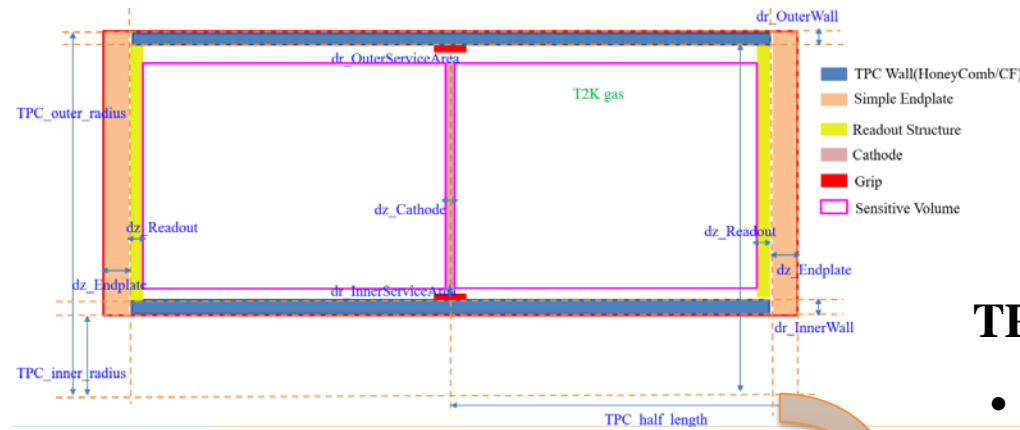 dr_OuterWall
dr_OuterServiceArea
TPC Wall(HoneyComb/CF)
T2K gas
Simple Endplate
TPC_outer_radius
Readout Structure
Cathode
Grip
dz_Cathode
Sensitive Volume
dz_Readout
dz_Readout
dz_Endplate
dz_Endplate
dr_InnerServiceArea
dr_InnerWall
TPC_inner_radius
TPC_half_length
•